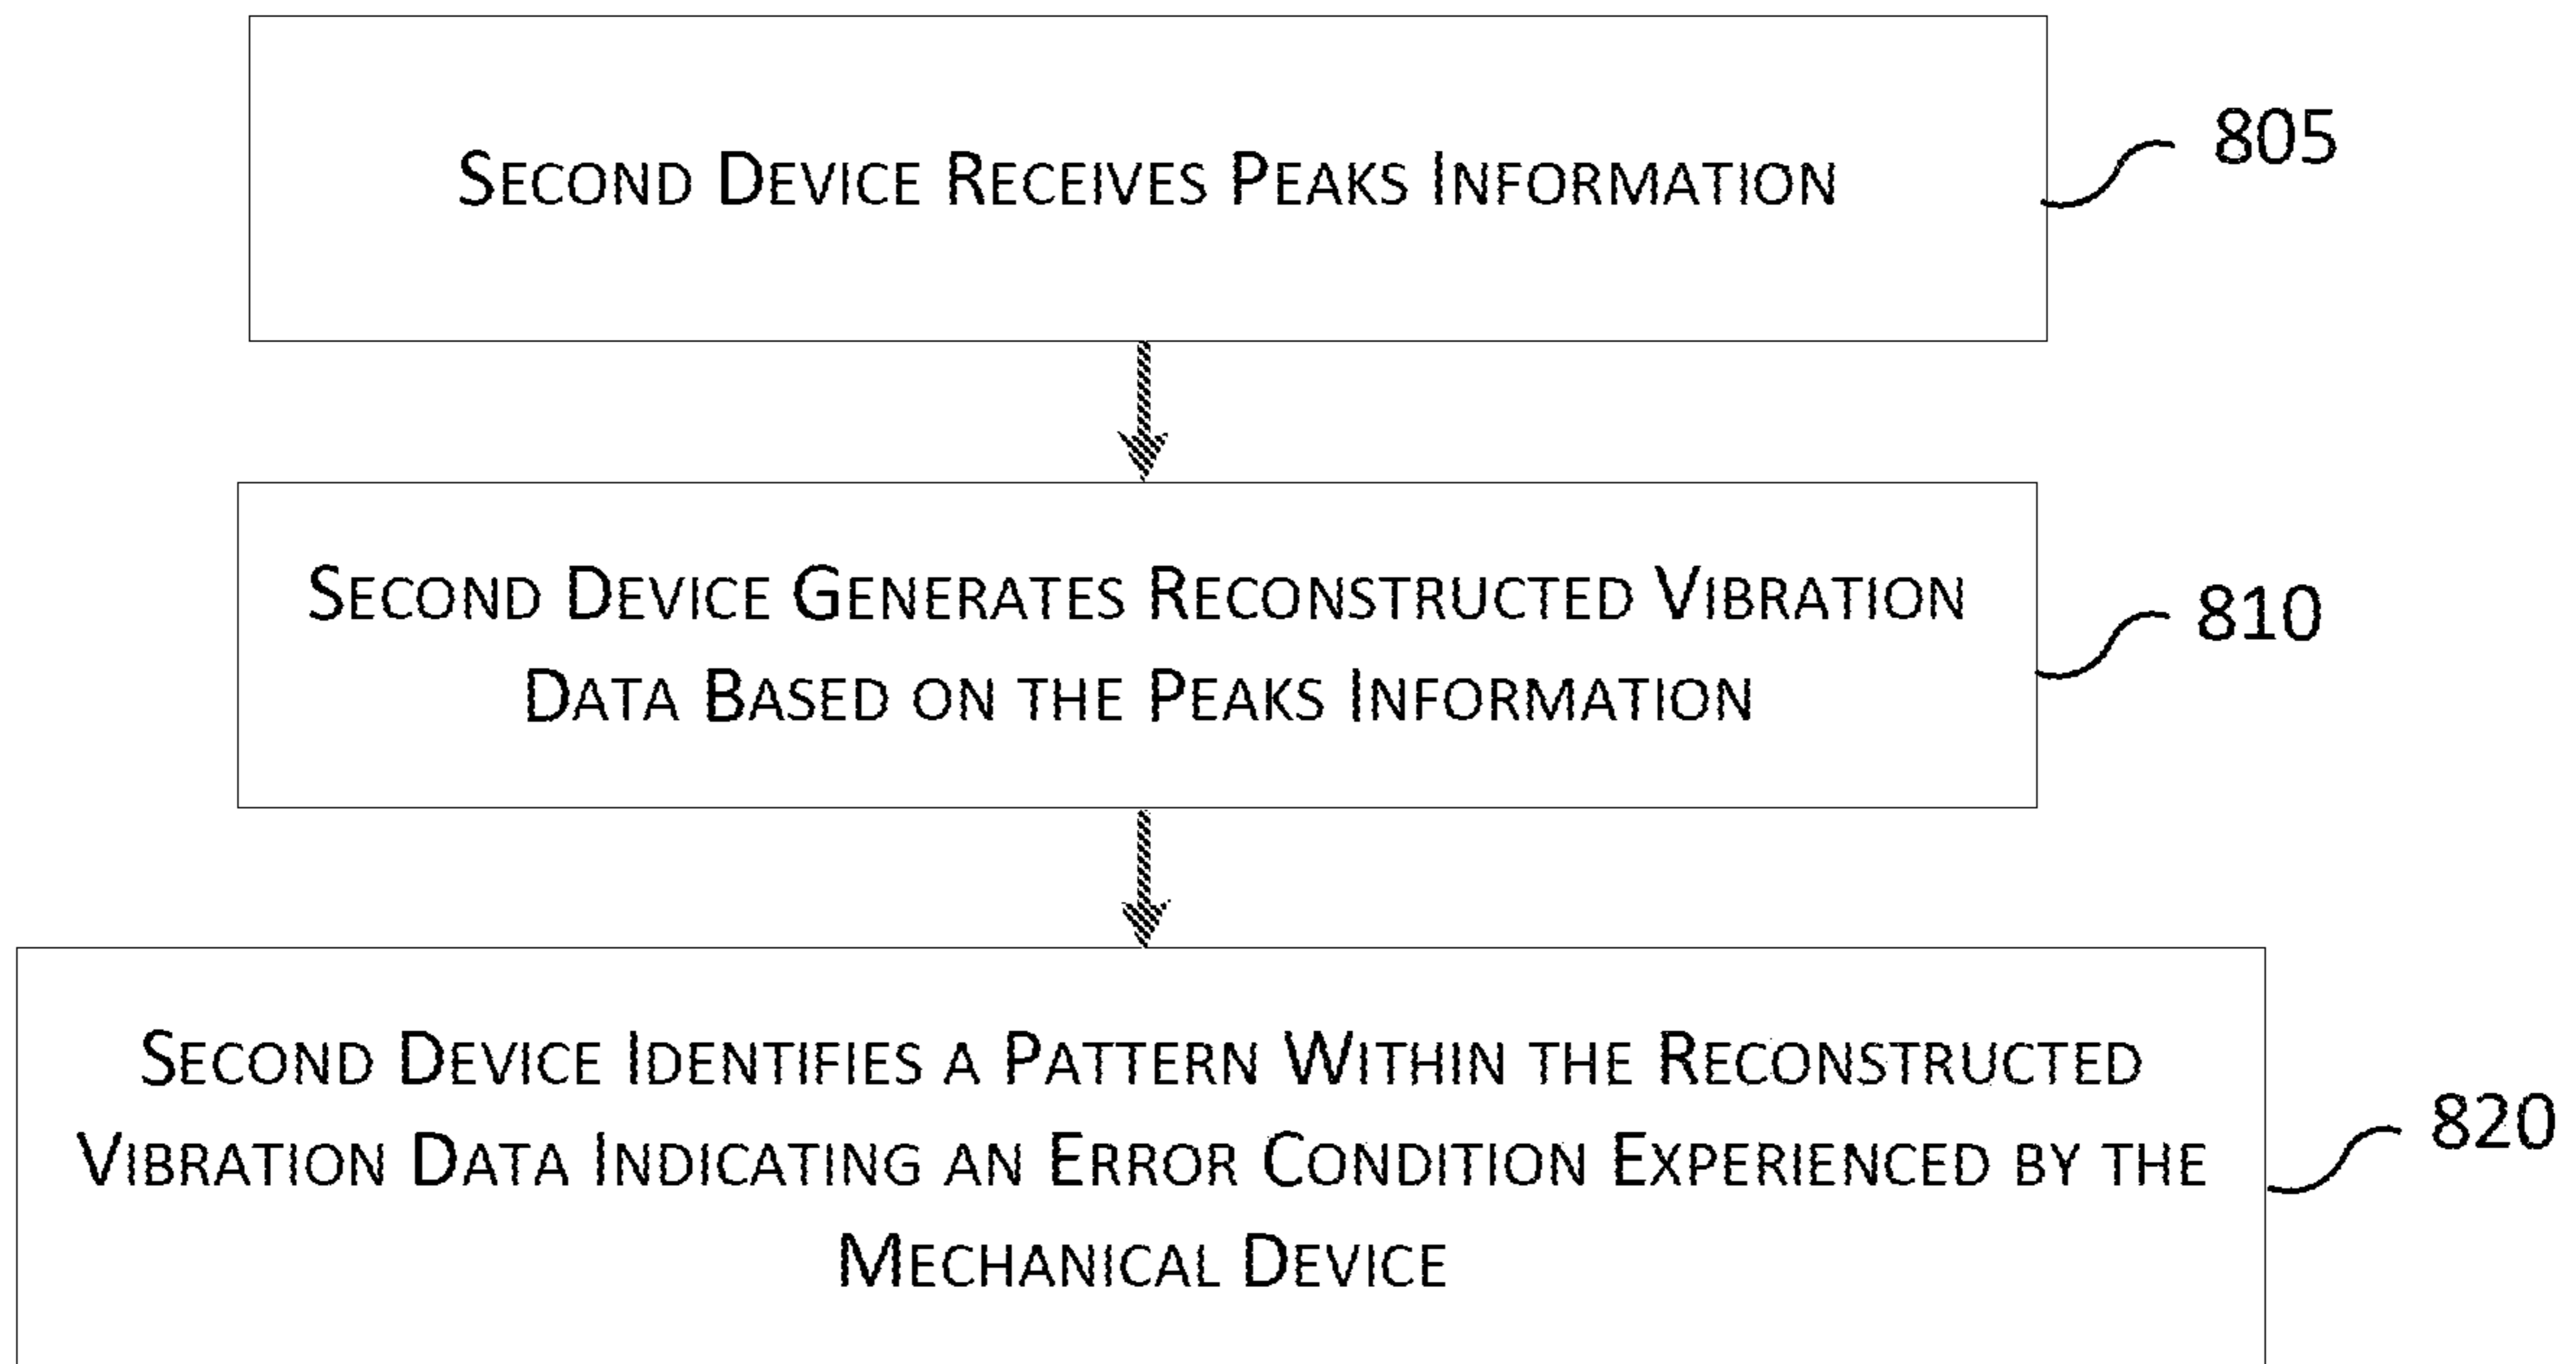 Second Device Receives Peaks Information
805
Second Device Generates Reconstructed Vibration
Data Based on the Peaks Information
810
Second Device Identifies a Pattern Within the Reconstructed
Vibration Data Indicating an Error Condition Experienced by the
Mechanical Device
820